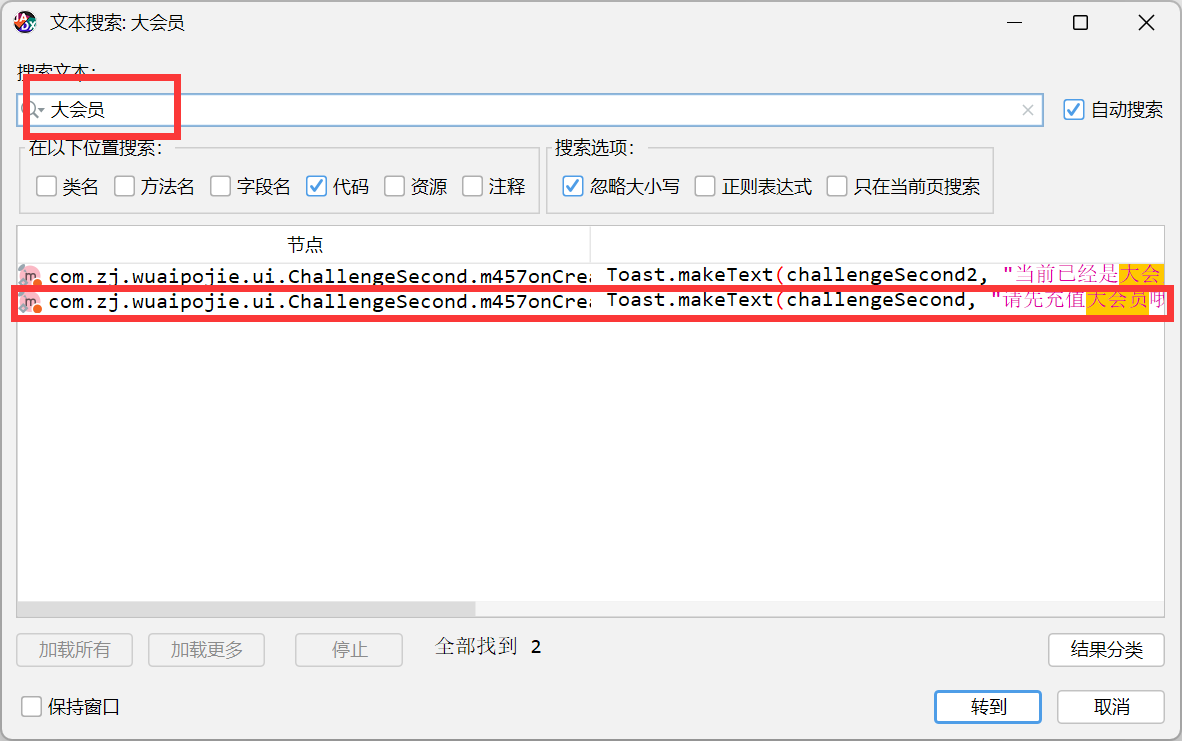 文本搜索: 大会员
搜索文本:
大会员
自动搜索
在以下位置搜索:
搜索选项:
类名 方法名 字段名 代码 资源 注释
忽略大小写 正则表达式 只在当前页搜索
节点
com.zj.wuaipojie.ui.ChallengeSecond.m457onCrea Toast.makeText(challengeSecond2, "当前已经是大会
com.zj.wuaipojie.ui.ChallengeSecond.m457onCrea Toast.makeText(challengeSecond, "请先充值大会员哦
加载所有 加载更多 停止 全部找到 2 结果分类
保持窗口 转到 取消